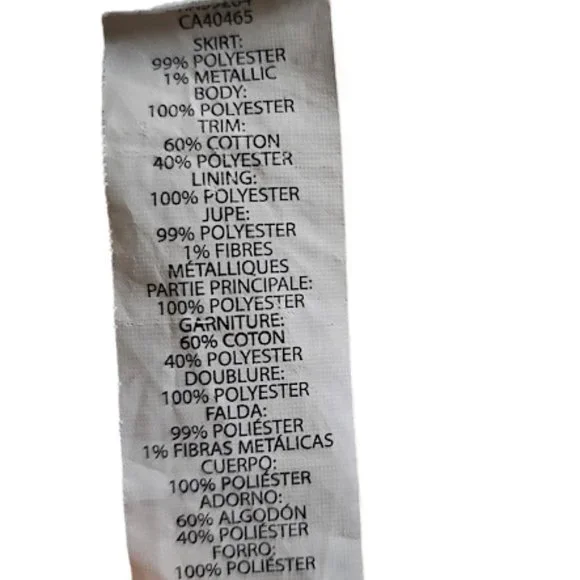 CA40465
SKIRT:
99% POLYESTER
1% METALLIC
BODY:
100% POLYESTER
TRIM:
60% COTTON
40% POLYESTER
LINING:
100% POLYESTER
JUPE:
99% POLYESTER
1% FIBRES
MÉTALLIQUES
PARTIE PRINCIPALE:
100% POLYESTER
GARNITURE:
60% COTON
40% POLYESTER
DOUBLURE:
100% POLYESTER
FALDA:
99% POLIÉSTER
1% FIBRAS METÁLICAS
CUERPO:
100% POLIÉSTER
ADORNO:
60% ALGODÓN
40% POLIÉSTER
FORRO:
100% POLIÉSTER